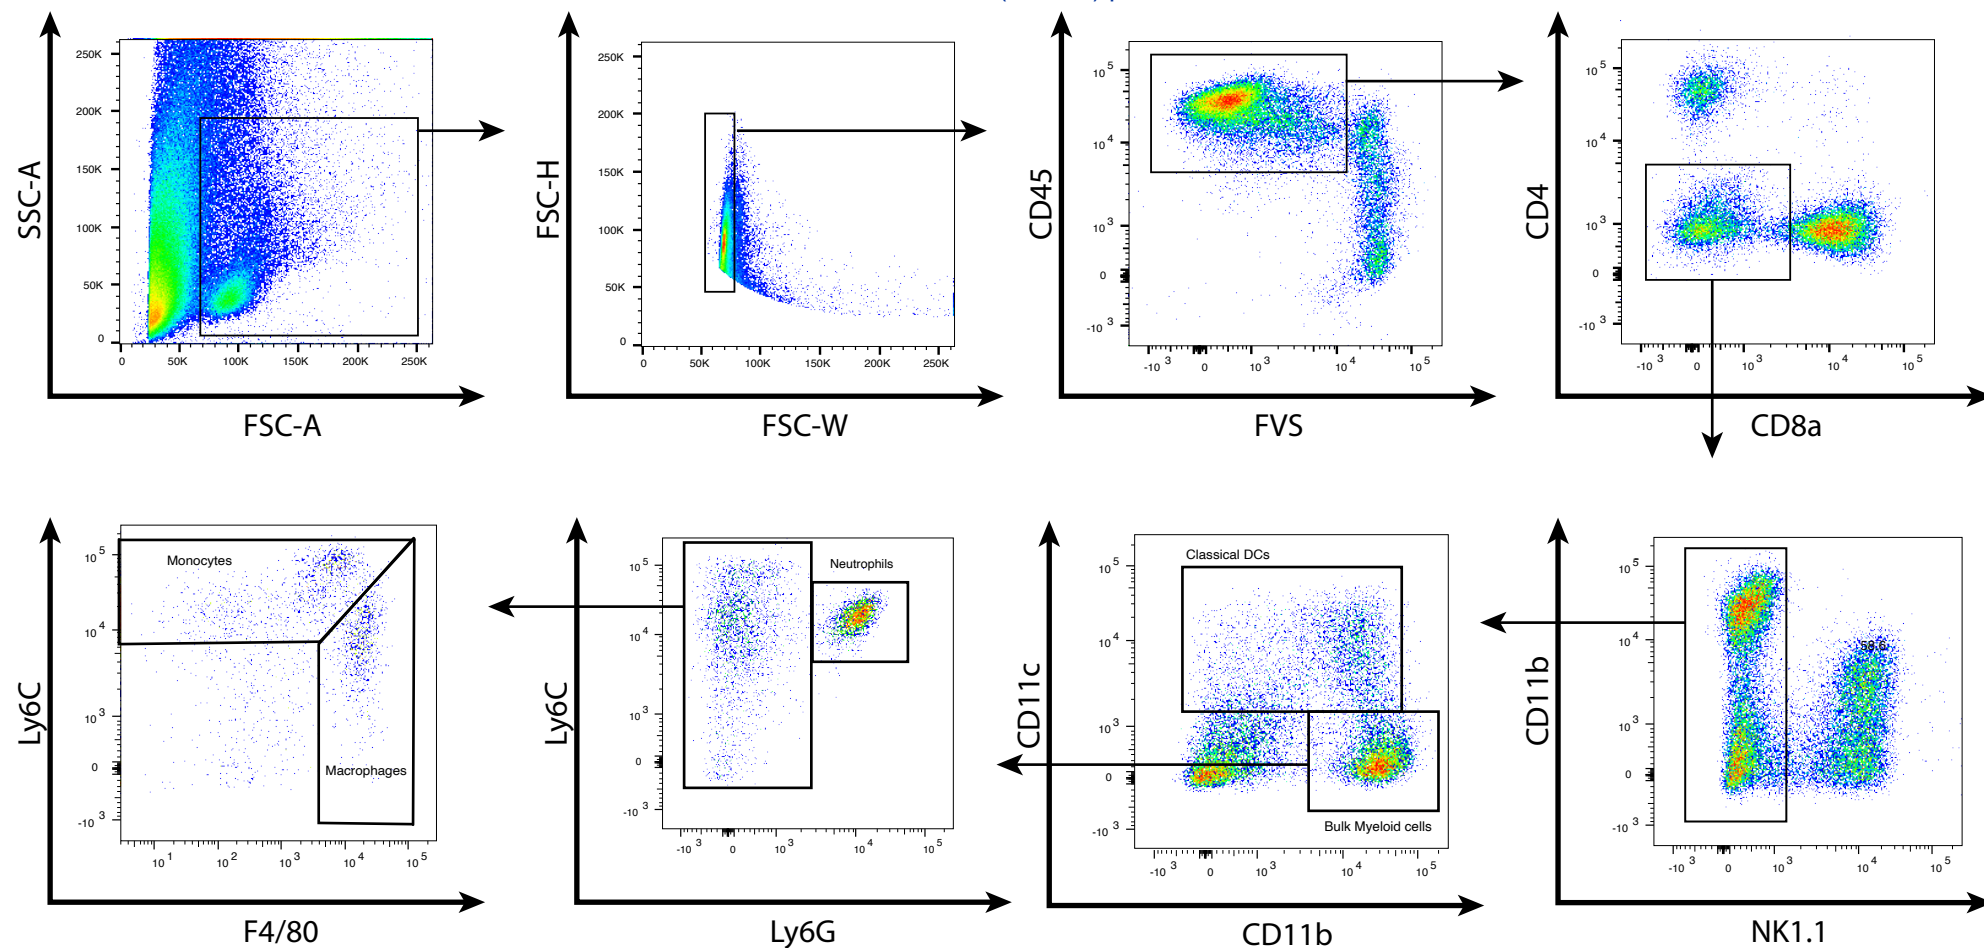 SSC-A
250K
200K
150K
100K
50K
0
0 50K 100K 150K 200K 250K
FSC-A
FSC-H
250K
200K
150K
100K
50K
0
0 50K 100K 150K 200K 250K
FSC-W
CD45
10 5
10 4
10 3
0
-10 3
-10 3 0 10 3 10 4 10 5
FVS
CD4
10 5
10 4
10 3
0
-10 3
-10 3 0 10 3 10 4 10 5
CD8a
Ly6C
10 5
10 4
10 3
0
-10 3
Monocytes
Macrophages
10 1 10 2 10 3 10 4 10 5
F4/80
Ly6C
10 5
10 4
10 3
0
-10 3
Neutrophils
-10 3 0 10 3 10 4 10 5
Ly6G
CD11c
10 5
10 4
10 3
0
-10 3
Classical DCs
Bulk Myeloid cells
-10 3 0 10 3 10 4 10 5
CD11b
CD11b
10 5
10 4
10 3
0
-10 3
-10 3 0 10 3 10 4 10 5
NK1.1